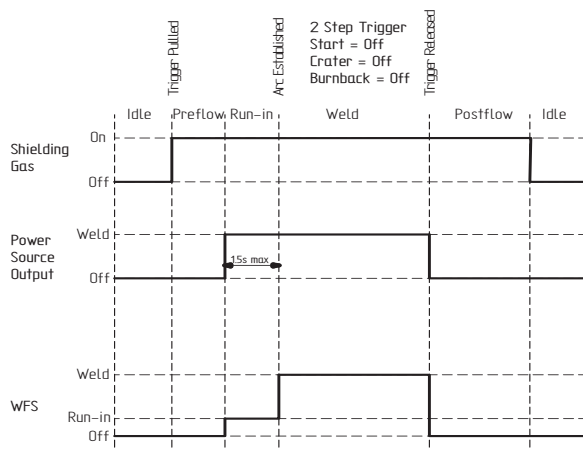 Trigger Pulled
Arc Established
2 Step Trigger
Start = Off
Crater = Off
Burnback = Off
Trigger Released
Idle
Preflow
Run-in
Weld
Postflow
Idle
Shielding
Gas
On
Off
Power
Source
Output
Weld
15s max
Off
WFS
Weld
Run-in
Off